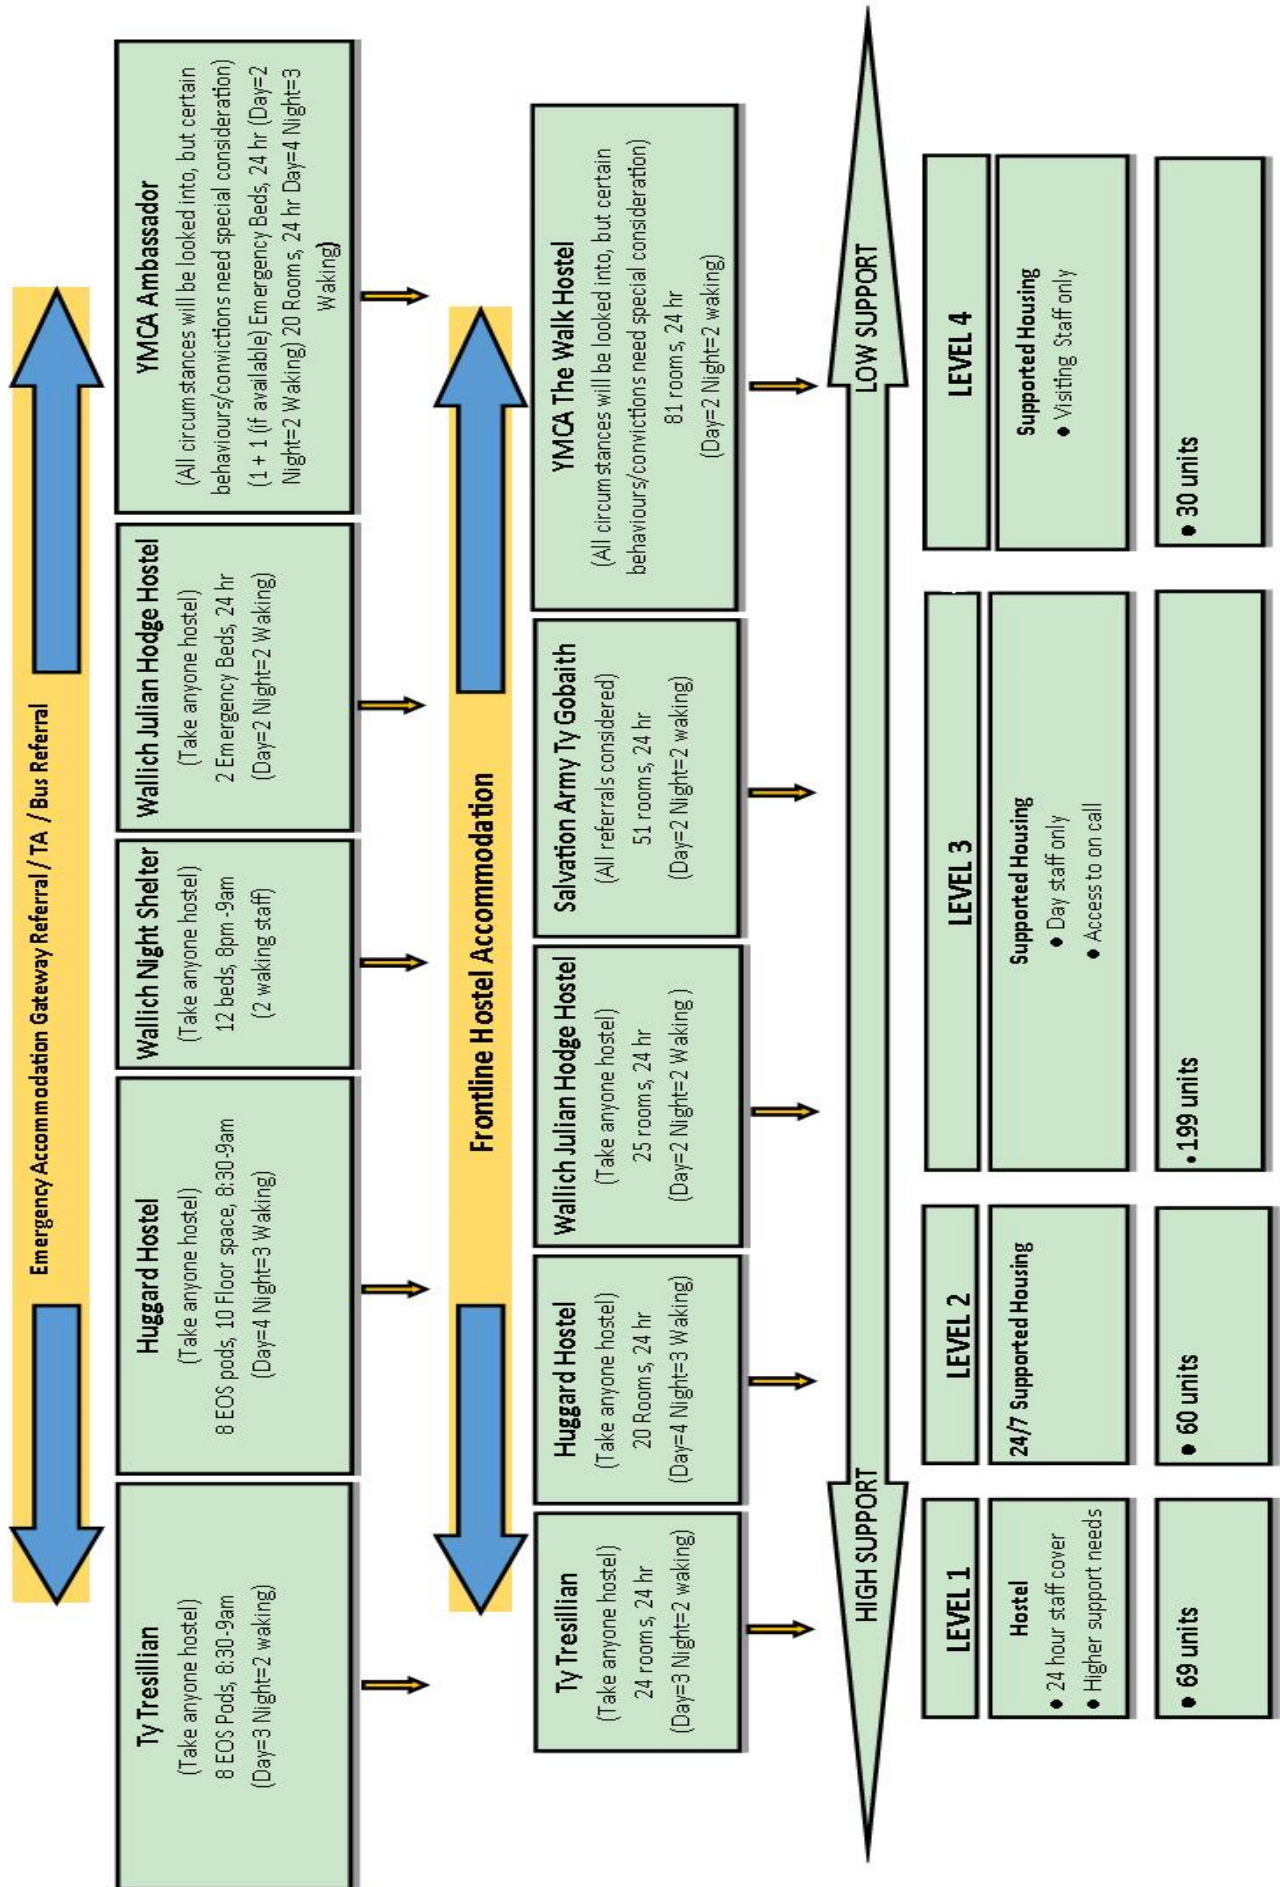 Emergency Accommodation Gateway Referral / TA / Bus Referral
Ty Tresillian
(Take anyone hostel)
8 EOS Pods, 8:30-9am
(Day=3 Night=2 waking)
Huggard Hostel
(Take anyone hostel)
8 EOS pods, 10 Floor space, 8:30-9am
(Day=4 Night=3 Waking)
Wallich Night Shelter
(Take anyone hostel)
12 beds, 8pm -9am
(2 waking staff)
Wallich Julian Hodge Hostel
(Take anyone hostel)
2 Emergency Beds, 24 hr
(Day=2 Night=2 Waking)
YMCA Ambassador
(All circumstances will be looked into, but certain
behaviours/convictions need special consideration)
(1 + 1 (if available) Emergency Beds, 24 hr (Day=2
Night=2 Waking) 20 Rooms, 24 hr Day=4 Night=3
Waking)
Frontline Hostel Accommodation
Ty Tresillian
(Take anyone hostel)
24 rooms, 24 hr
(Day=3 Night=2 waking)
Huggard Hostel
(Take anyone hostel)
20 Rooms, 24 hr
(Day=4 Night=3 Waking)
Wallich Julian Hodge Hostel
(Take anyone hostel)
25 rooms, 24 hr
(Day=2 Night=2 Waking )
Salvation Army Ty Gobaith
(All referrals considered)
51 rooms, 24 hr
(Day=2 Night=2 waking)
YMCA The Walk Hostel
(All circumstances will be looked into, but certain
behaviours/convictions need special consideration)
81 rooms, 24 hr
(Day=2 Night=2 waking)
HIGH SUPPORT
LOW SUPPORT
LEVEL 1
Hostel
• 24 hour staff cover
• Higher support needs
• 69 units
LEVEL 2
24/7 Supported Housing
• 60 units
LEVEL 3
Supported Housing
• Day staff only
• Access to on call
• 199 units
LEVEL 4
Supported Housing
• Visiting Staff only
• 30 units